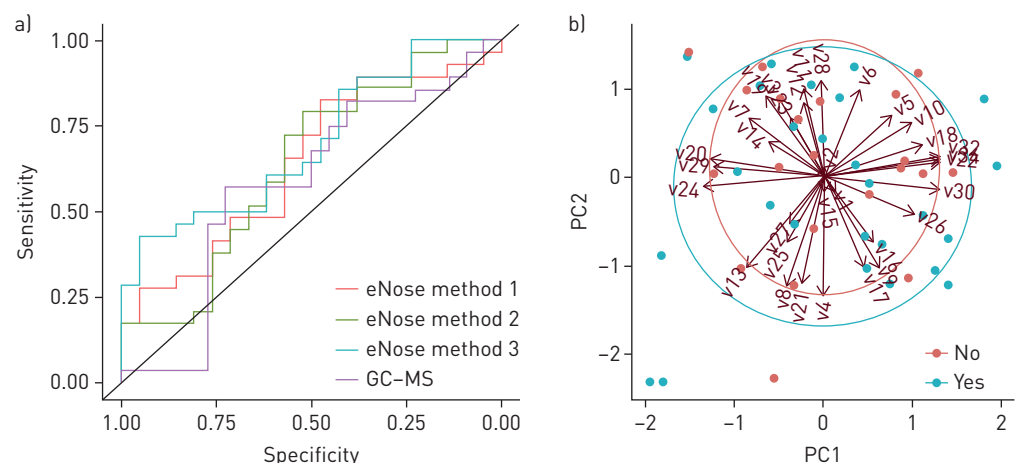 a)
1.00
0.75
0.50
0.25
0.00
Sensitivity
1.00
0.75
0.50
0.25
0.00
Specificity
eNose method 1
eNose method 2
eNose method 3
GC–MS
b)
1
0
−1
−2
PC2
−2
−1
0
1
2
PC1
No
Yes
v28
v6
v5
v10
v18
v32
v30
v26
v7
v14
v20
v29
v24
v15
v27
v25
v13
v8
v21
v4
v17